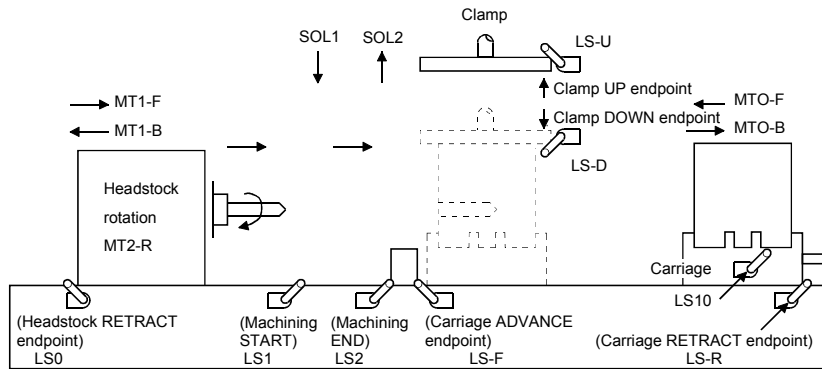 Clamp
SOL1
SOL2
LS-U
Clamp UP endpoint
Clamp DOWN endpoint
MT1-F
MT1-B
MTO-F
MTO-B
LS-D
Headstock
rotation
MT2-R
Carriage
LS10
(Headstock RETRACT
endpoint)
LS0
(Machining
START)
LS1
(Machining
END)
LS2
(Carriage ADVANCE
endpoint)
LS-F
(Carriage RETRACT endpoint)
LS-R